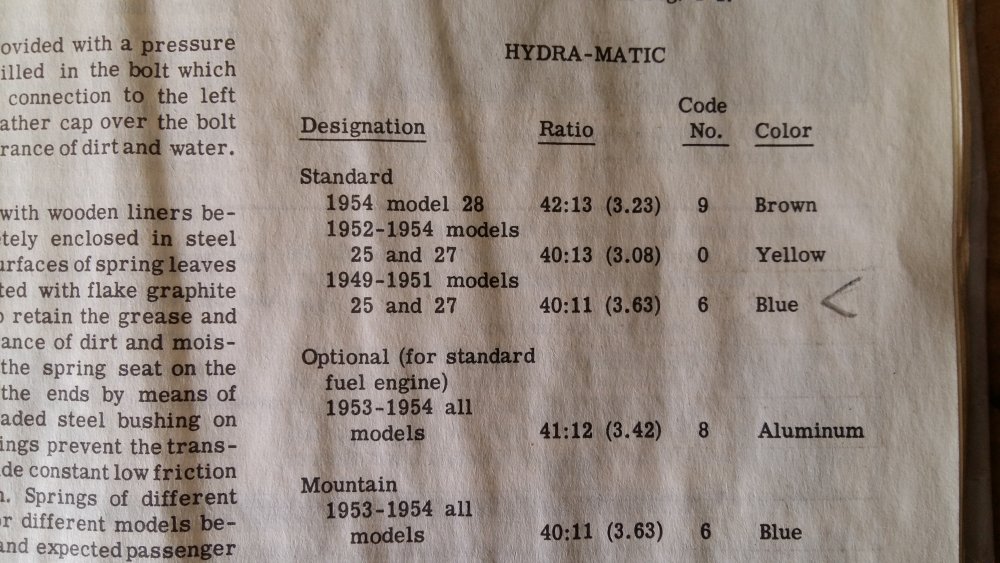 ovided with a pressure
illed in the bolt which
connection to the left
ather cap over the bolt
rance of dirt and water.
with wooden liners be-
tely enclosed in steel
urfaces of spring leaves
ted with flake graphite
o retain the grease and
ance of dirt and mois-
the spring seat on the
the ends by means of
aded steel bushing on
ings prevent the trans-
de constant low friction
n. Springs of different
or different models be-
and expected passenger
HYDRA-MATIC
Designation Ratio Code No. Color
Standard
1954 model 28 42:13 (3.23) 9 Brown
1952-1954 models
25 and 27 40:13 (3.08) 0 Yellow
1949-1951 models
25 and 27 40:11 (3.63) 6 Blue
Optional (for standard
fuel engine)
1953-1954 all
models 41:12 (3.42) 8 Aluminum
Mountain
1953-1954 all
models 40:11 (3.63) 6 Blue